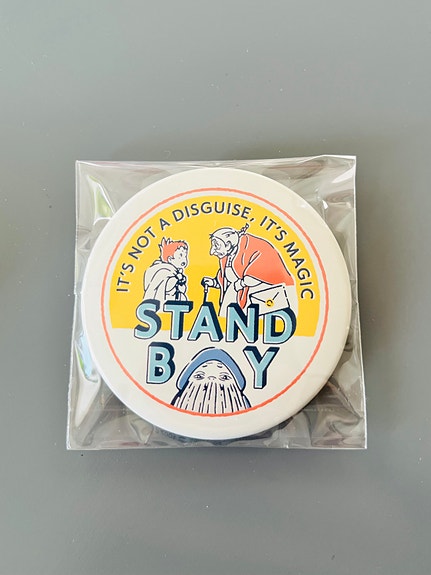 IT'S NOT A DISGUISE, IT'S MAGIC
STAND
BY